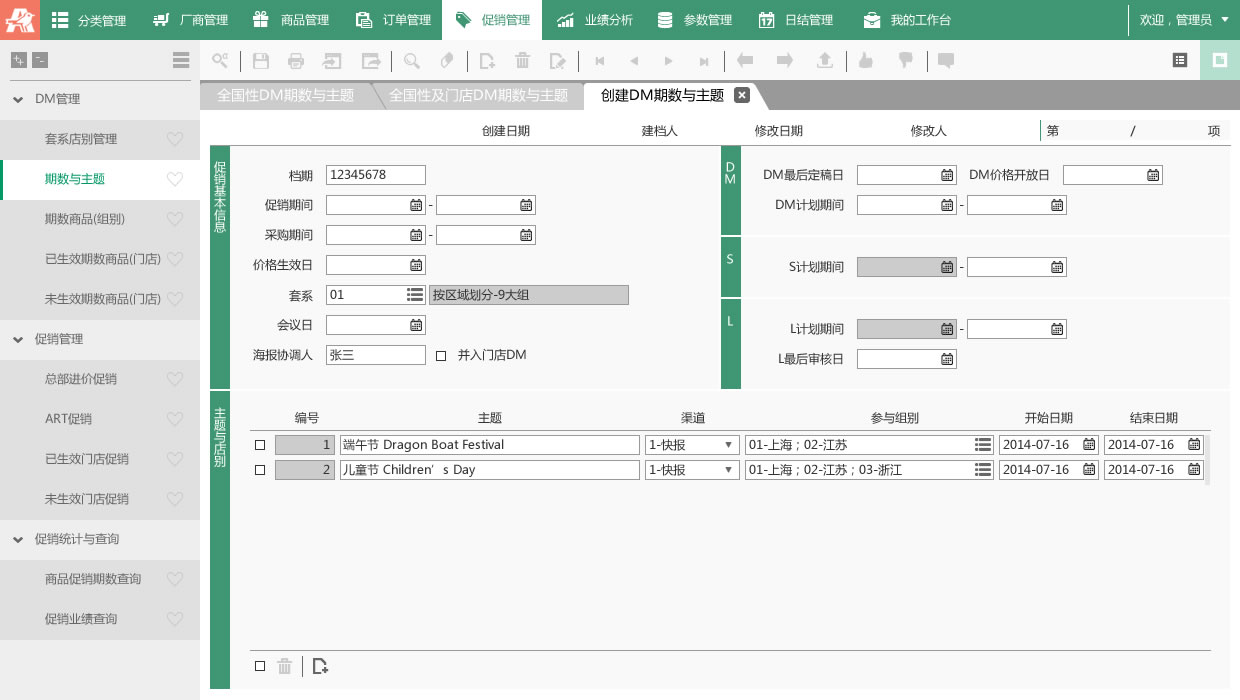 分类管理 厂商管理 商品管理 订单管理 促销管理 业绩分析 参数管理 日结管理 我的工作台 欢迎，管理员
DM管理
套系店别管理
期数与主题
期数商品(组别)
已生效期数商品(门店)
未生效期数商品(门店)
促销管理
总部进价促销
ART促销
已生效门店促销
未生效门店促销
促销统计与查询
商品促销期数查询
促销业绩查询
全国性DM期数与主题 全国性及门店DM期数与主题 创建DM期数与主题
创建日期 建档人 修改日期 修改人 第 / 项
促销基本信息
档期 12345678
促销期间 -
采购期间 -
价格生效日
套系 01 按区域划分-9大组
会议日
海报协调人 张三 并入门店DM
DM
DM最后定稿日 DM价格开放日
DM计划期间 -
S
S计划期间 -
L
L计划期间 -
L最后审核日
主题与店别
编号 主题 渠道 参与组别 开始日期 结束日期
1 端午节 Dragon Boat Festival 1-快报 01-上海；02-江苏 2014-07-16 2014-07-16
2 儿童节 Children’s Day 1-快报 01-上海；02-江苏；03-浙江 2014-07-16 2014-07-16